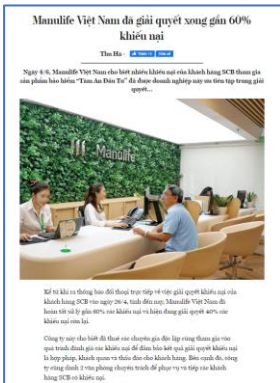 Manulife Việt Nam đã giải quyết xong gần 60%
khiếu nại
Thu Hà -
Ngày 4/6, Manulife Việt Nam cho biết nhiều khiếu nại của khách hàng SCB tham gia
sản phẩm bảo hiểm "Tâm An Đầu Tư" đã được doanh nghiệp này ưu tiên tập trung giải
quyết...
Manulife
Kể từ khi ra thông báo đối thoại trực tiếp về việc giải quyết khiếu nại của
khách hàng SCB vào ngày 26/4, tính đến nay, Manulife Việt Nam đã
hoàn tất xử lý gần 60% các khiếu nại và hiện đang giải quyết 40% các
khiếu nại còn lại.
Công ty này cho biết đã thuê các chuyên gia độc lập cùng tham gia vào
quá trình đánh giá các khiếu nại để đảm bảo kết quả giải quyết khiếu nại
là hợp pháp, khách quan và thỏa đáng cho khách hàng. Bên cạnh đó, công
ty cũng dành 2 văn phòng chuyên trách để phục vụ và tiếp các khách
hàng SCB có khiếu nại.